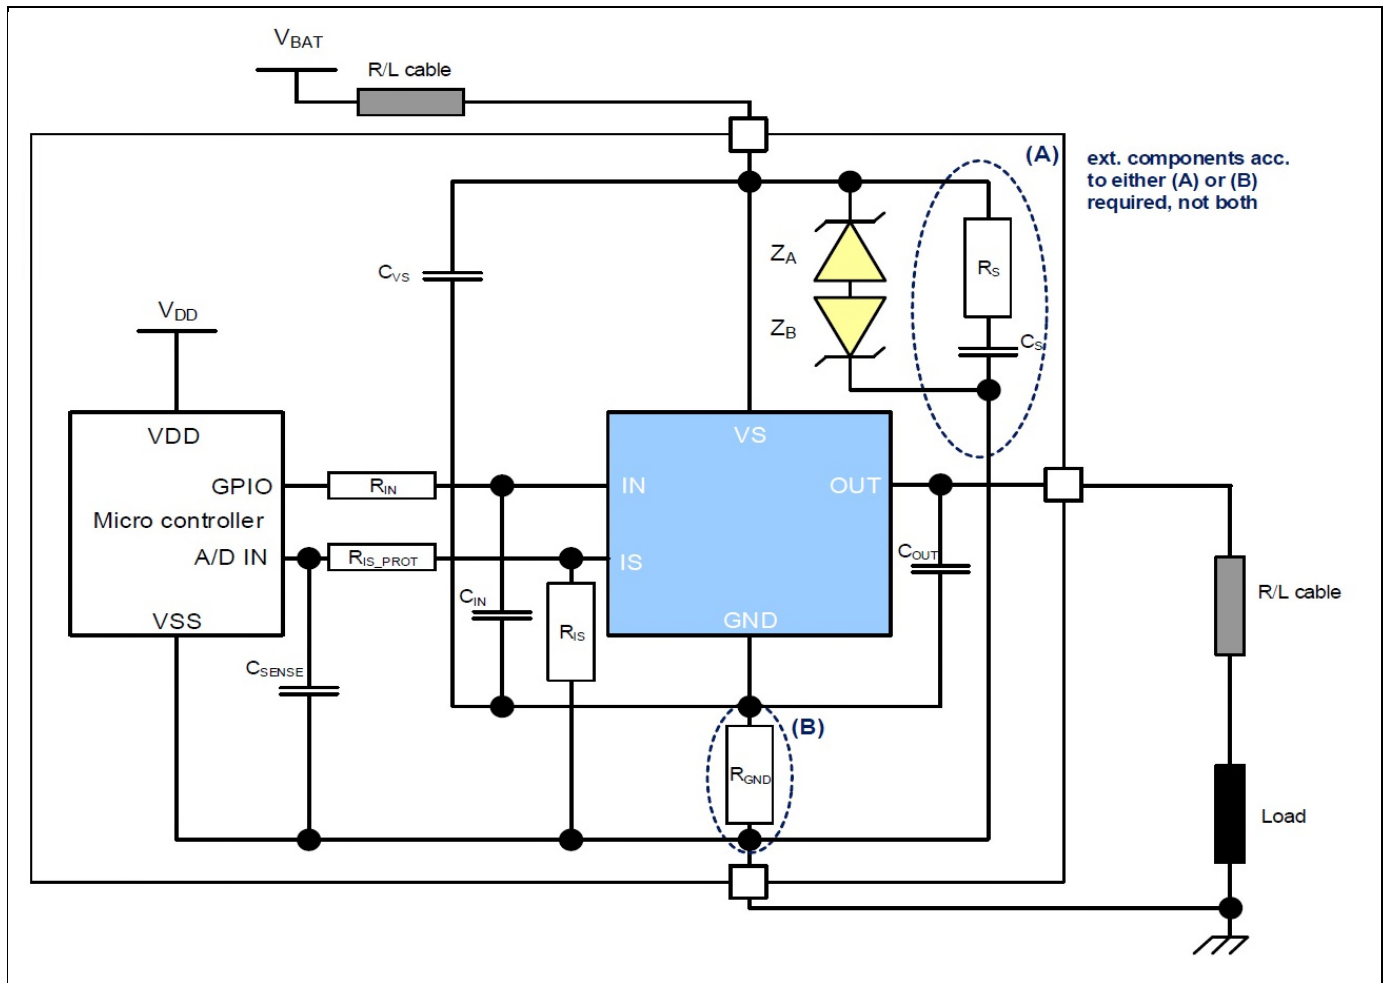 VBAT
R/L cable
(A)
ext. components acc.
to either (A) or (B)
required, not both
ZA
RS
CVS
VDD
ZB
CS
VDD
VS
GPIO
RIN
IN
OUT
Micro controller
A/D IN
RIS_PROT
IS
COUT
CIN
R/L cable
VSS
GND
RIS
CSENSE
(B)
RGND
Load